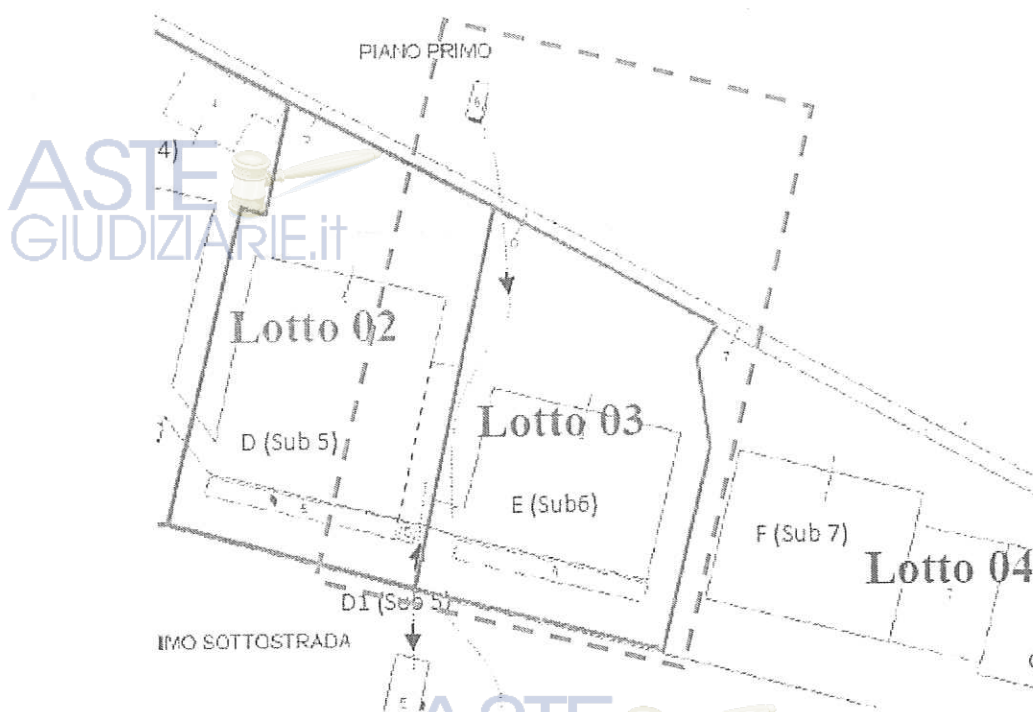 PIANO PRIMO
4)
ASTE
GIUDIZIARIE.it
Lotto 02
Lotto 03
D (Sub 5)
E (Sub6)
F (Sub 7)
Lotto 04
D1 (Sub 5)
IMO SOTTOSTRADA
ASTE